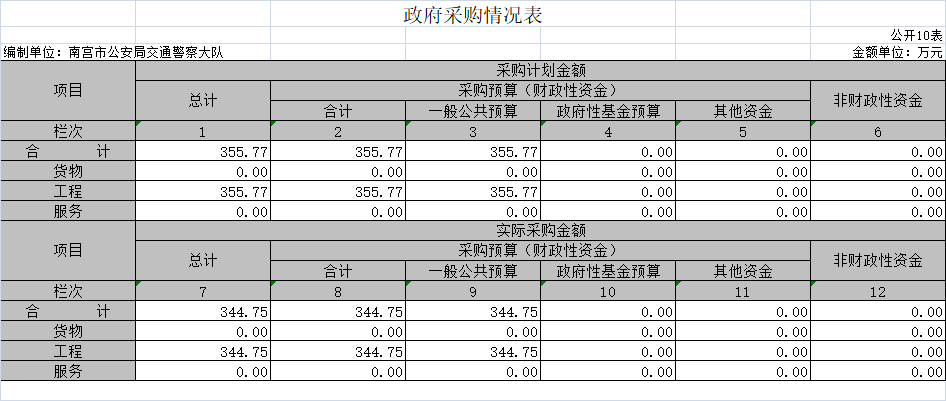 政府采购情况表
公开10表
编制单位：南宫市公安局交通警察大队 金额单位：万元
项目 采购计划金额
总计 采购预算（财政性资金） 非财政性资金
合计 一般公共预算 政府性基金预算 其他资金
栏次 1 2 3 4 5 6
合 计 355.77 355.77 355.77 0.00 0.00 0.00
货物 0.00 0.00 0.00 0.00 0.00 0.00
工程 355.77 355.77 355.77 0.00 0.00 0.00
服务 0.00 0.00 0.00 0.00 0.00 0.00
项目 实际采购金额
总计 采购预算（财政性资金） 非财政性资金
合计 一般公共预算 政府性基金预算 其他资金
栏次 7 8 9 10 11 12
合 计 344.75 344.75 344.75 0.00 0.00 0.00
货物 0.00 0.00 0.00 0.00 0.00 0.00
工程 344.75 344.75 344.75 0.00 0.00 0.00
服务 0.00 0.00 0.00 0.00 0.00 0.00